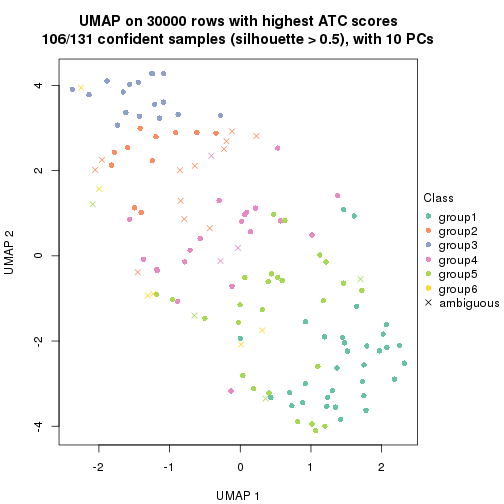 UMAP on 30000 rows with highest ATC scores
106/131 confident samples (silhouette > 0.5), with 10 PCs
4
2
0
-2
-4
UMAP 2
-2
-1
0
1
2
UMAP 1
Class
group1
group2
group3
group4
group5
group6
ambiguous